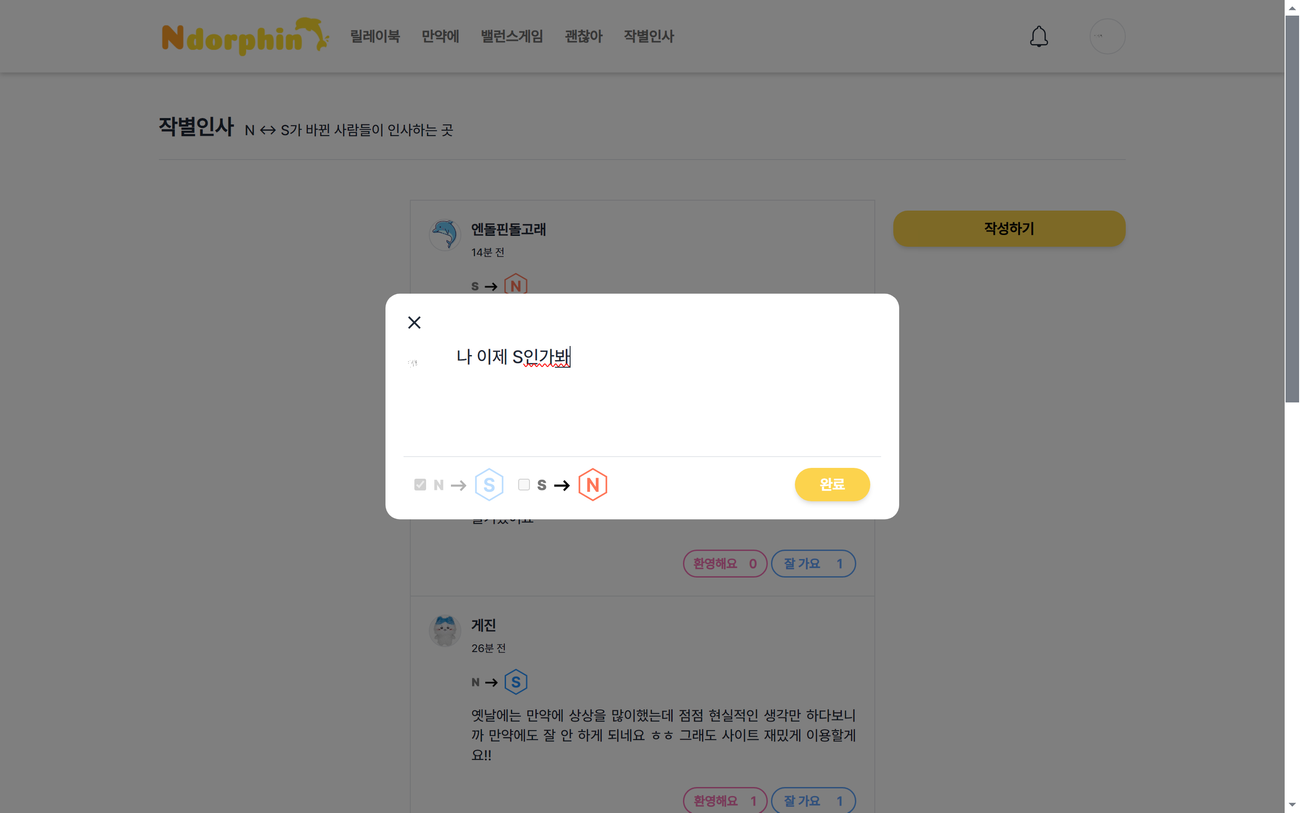 Ndorphin 릴레이북 만약에 밸런스게임 괜찮아 작별인사
작별인사 N ↔ S가 바뀐 사람들이 인사하는 곳
엔돌핀돌고래
14분 전
작성하기
S → N
나 이제 S인가봐
N → S S → N 완료
환영해요 0 잘 가요 1
게진
26분 전
N → S
옛날에는 만약에 상상을 많이했는데 점점 현실적인 생각만 하다보니
까 만약에도 잘 안 하게 되네요 ㅎㅎ 그래도 사이트 재밌게 이용할게
요!!
환영해요 1 잘 가요 1